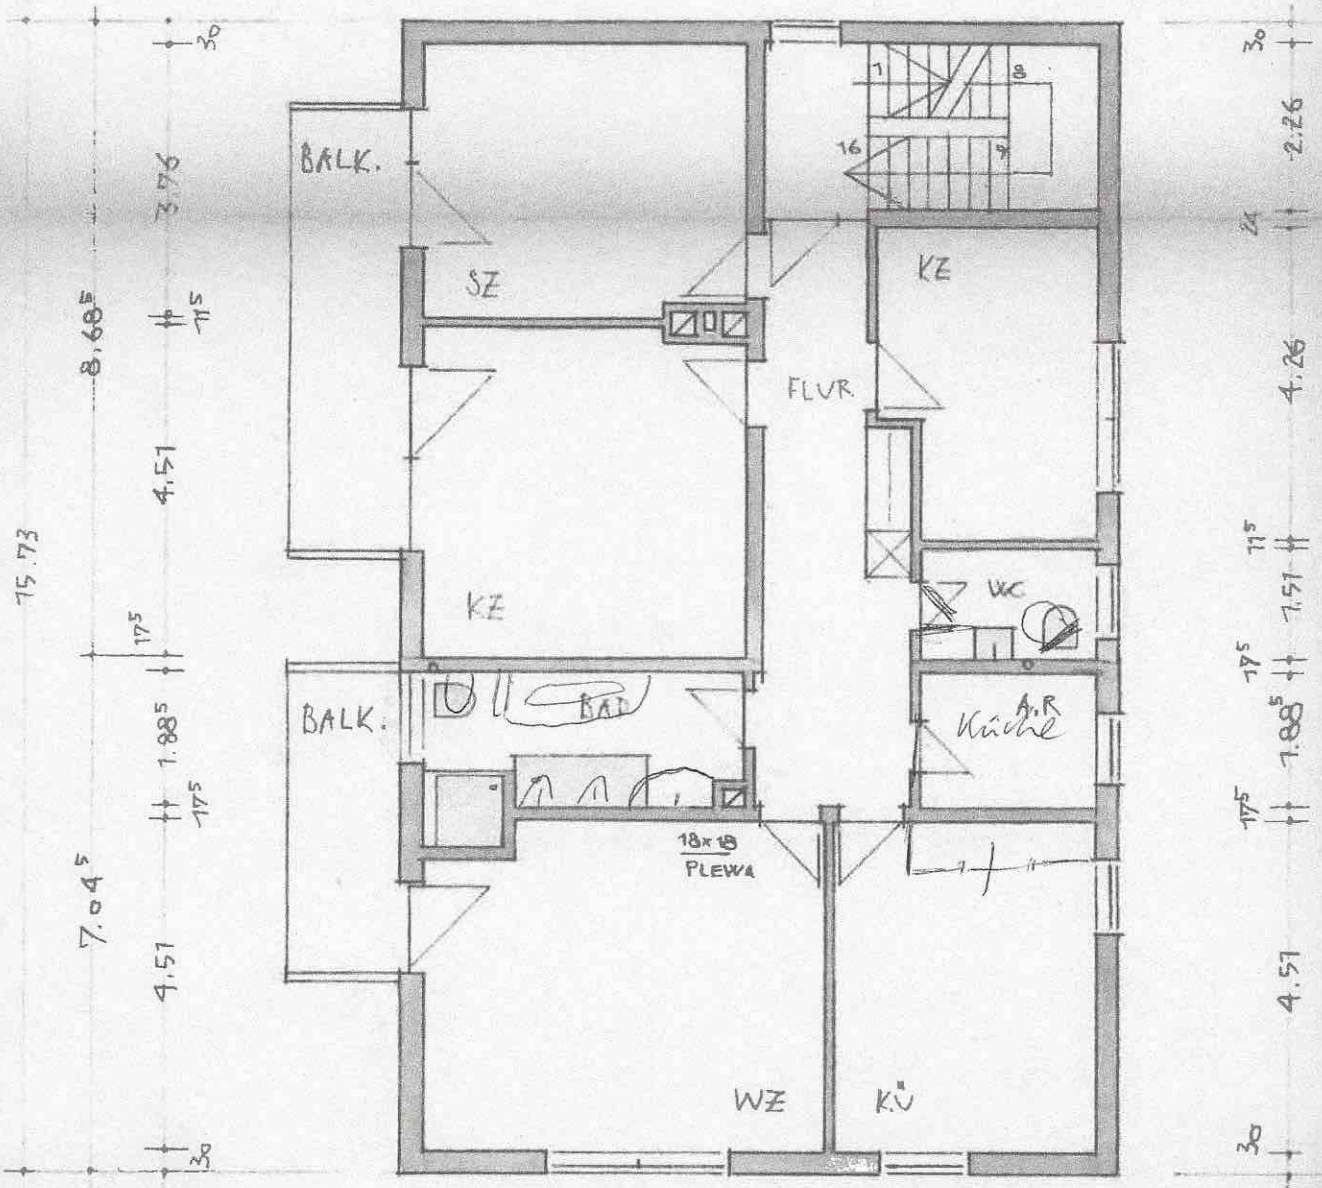 30
3.76
11⁵
8.68⁵
4.51
15.73
17⁵
1.88⁵
17⁵
7.04⁵
4.51
30
BALK.
SZ
1
8
16
9
KZ
FLUR
KZ
WC
BALK.
BAD
A.R
Küche
18x18
PLEWA
WZ
KÜ
30
2.26
24
4.26
11⁵
1.51
17⁵
1.88⁵
17⁵
4.51
30